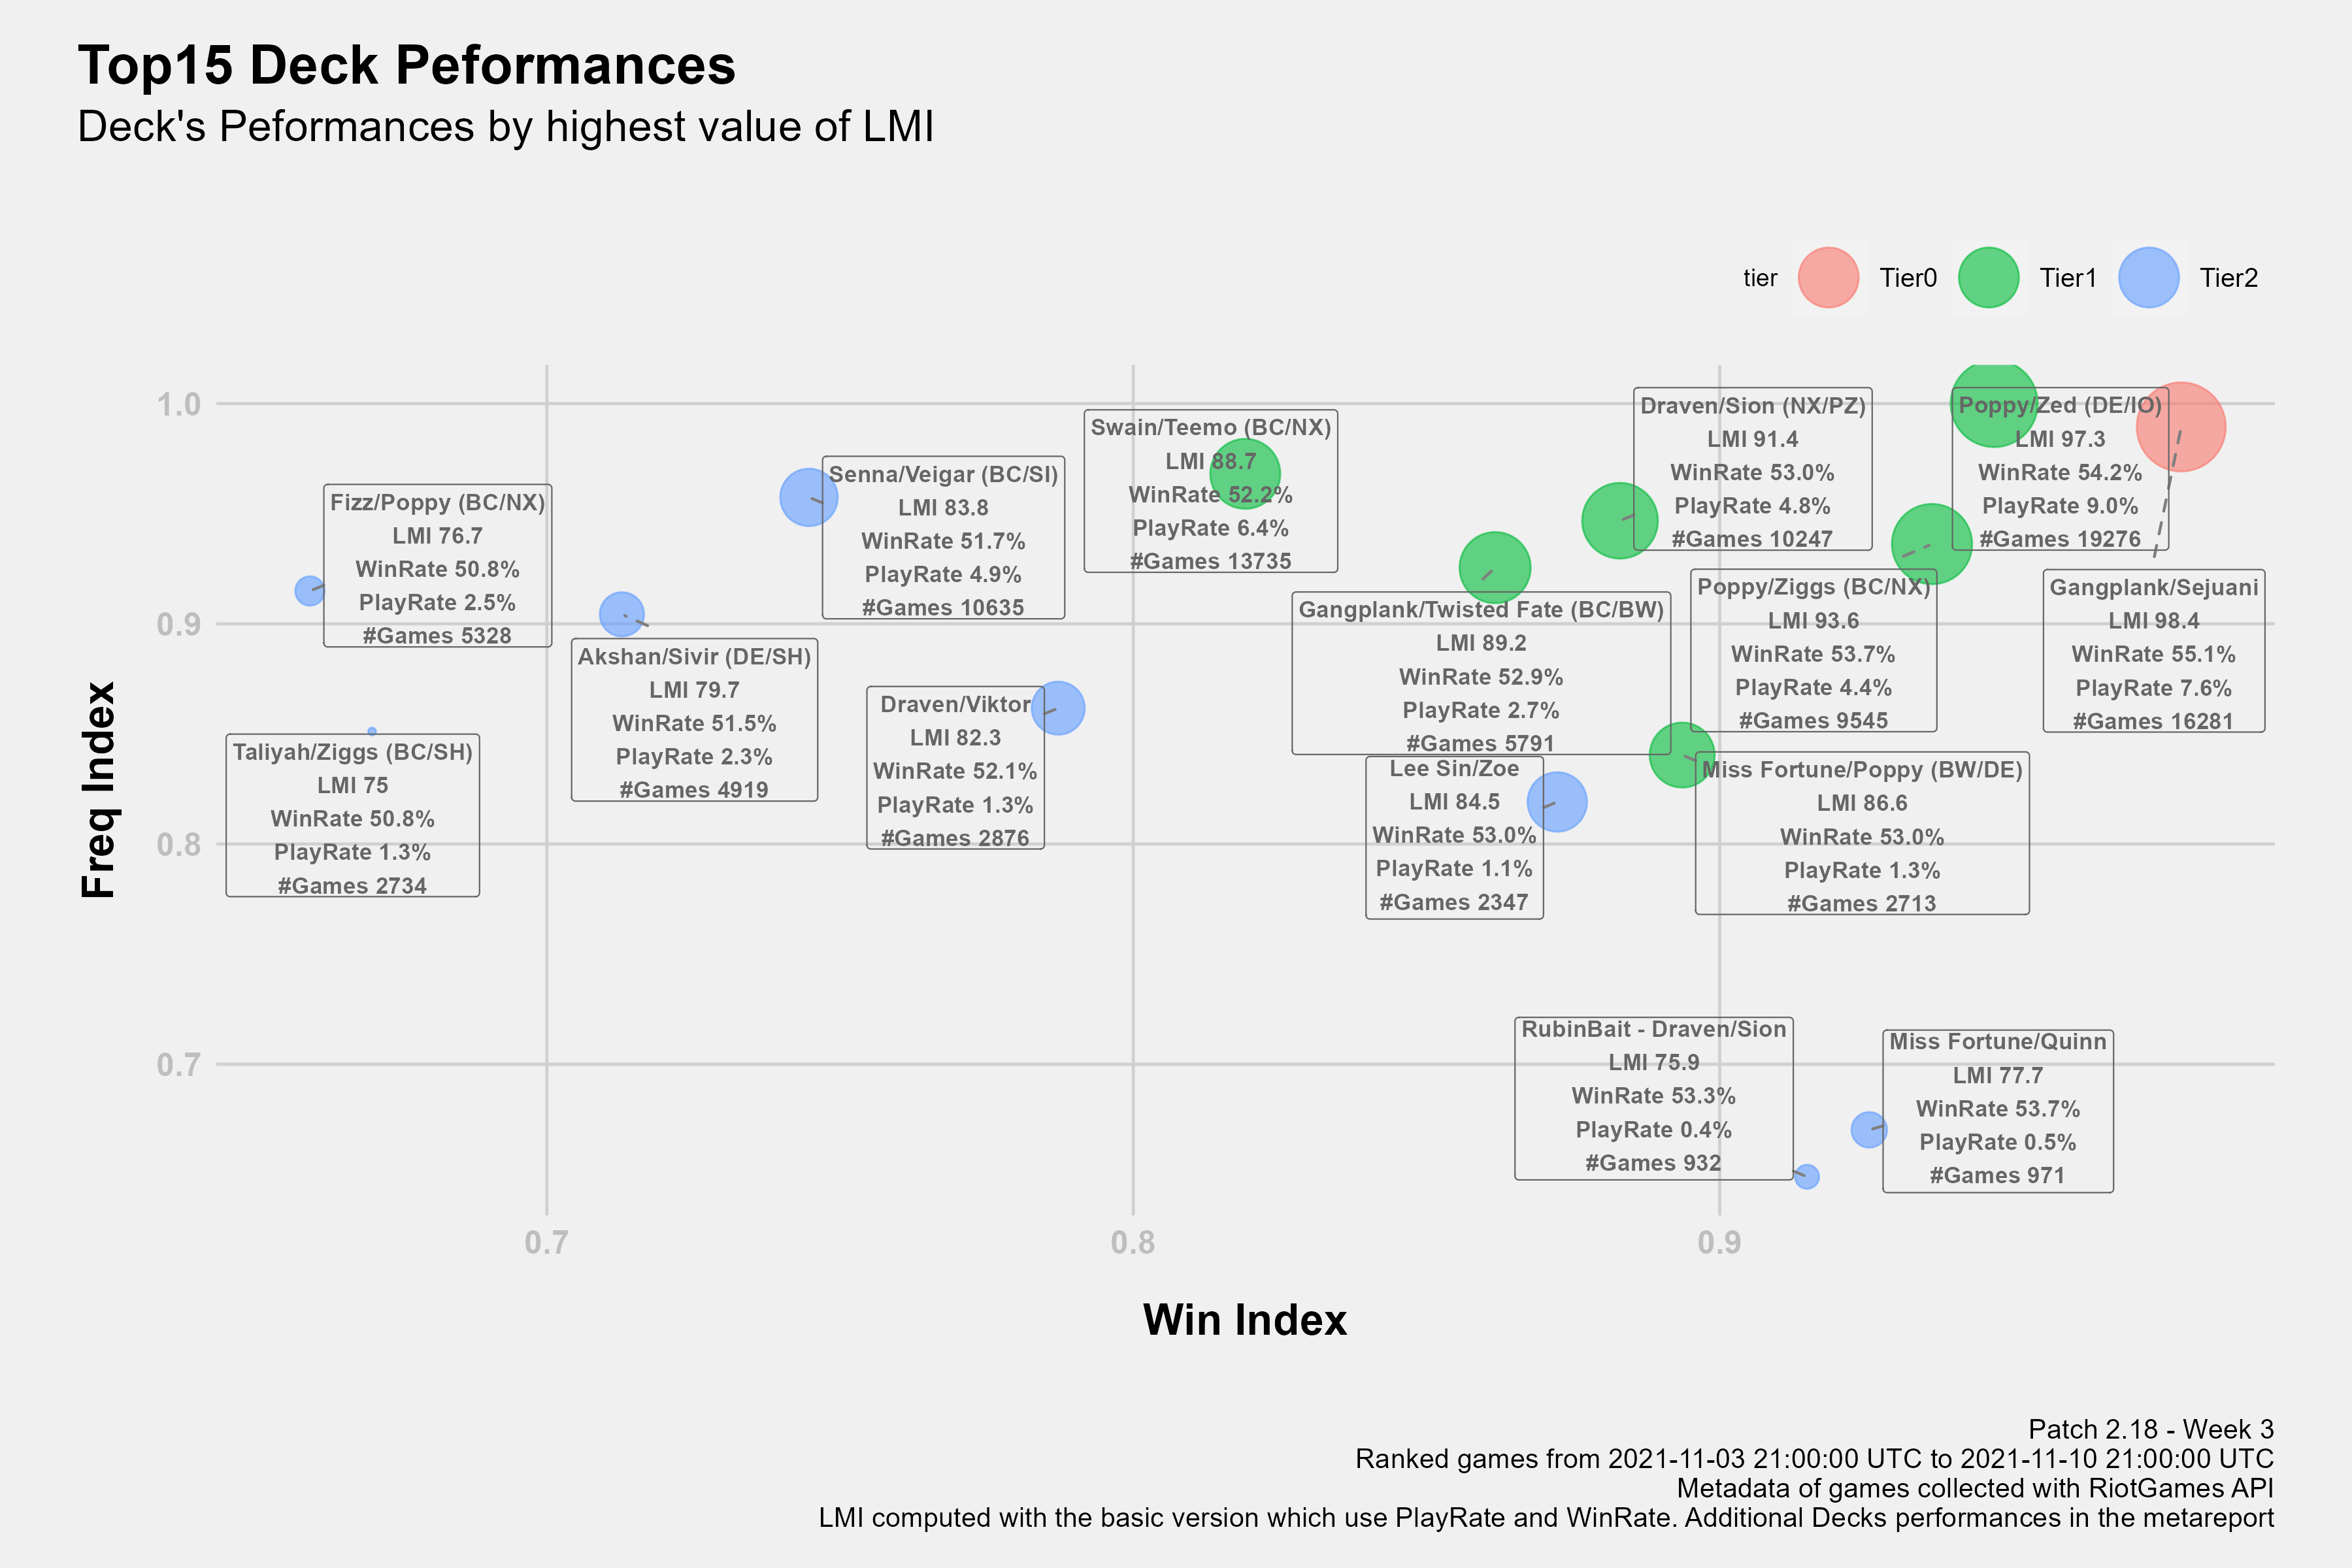 Top15 Deck Peformances
Deck's Peformances by highest value of LMI
tier
Tier0
Tier1
Tier2
Freq Index
1.0
0.9
0.8
0.7
Fizz/Poppy (BC/NX)
LMI 76.7
WinRate 50.8%
PlayRate 2.5%
#Games 5328
Taliyah/Ziggs (BC/SH)
LMI 75
WinRate 50.8%
PlayRate 1.3%
#Games 2734
Akshan/Sivir (DE/SH)
LMI 79.7
WinRate 51.5%
PlayRate 2.3%
#Games 4919
Senna/Veigar (BC/SI)
LMI 83.8
WinRate 51.7%
PlayRate 4.9%
#Games 10635
Draven/Viktor
LMI 82.3
WinRate 52.1%
PlayRate 1.3%
#Games 2876
Swain/Teemo (BC/NX)
LMI 88.7
WinRate 52.2%
PlayRate 6.4%
#Games 13735
Gangplank/Twisted Fate (BC/BW)
LMI 89.2
WinRate 52.9%
PlayRate 2.7%
#Games 5791
Lee Sin/Zoe
LMI 84.5
WinRate 53.0%
PlayRate 1.1%
#Games 2347
Draven/Sion (NX/PZ)
LMI 91.4
WinRate 53.0%
PlayRate 4.8%
#Games 10247
Poppy/Zed (DE/IO)
LMI 97.3
WinRate 54.2%
PlayRate 9.0%
#Games 19276
Poppy/Ziggs (BC/NX)
LMI 93.6
WinRate 53.7%
PlayRate 4.4%
#Games 9545
Gangplank/Sejuani
LMI 98.4
WinRate 55.1%
PlayRate 7.6%
#Games 16281
Miss Fortune/Poppy (BW/DE)
LMI 86.6
WinRate 53.0%
PlayRate 1.3%
#Games 2713
RubinBait - Draven/Sion
LMI 75.9
WinRate 53.3%
PlayRate 0.4%
#Games 932
Miss Fortune/Quinn
LMI 77.7
WinRate 53.7%
PlayRate 0.5%
#Games 971
0.7
0.8
0.9
Win Index
Patch 2.18 - Week 3
Ranked games from 2021-11-03 21:00:00 UTC to 2021-11-10 21:00:00 UTC
Metadata of games collected with RiotGames API
LMI computed with the basic version which use PlayRate and WinRate. Additional Decks performances in the metareport